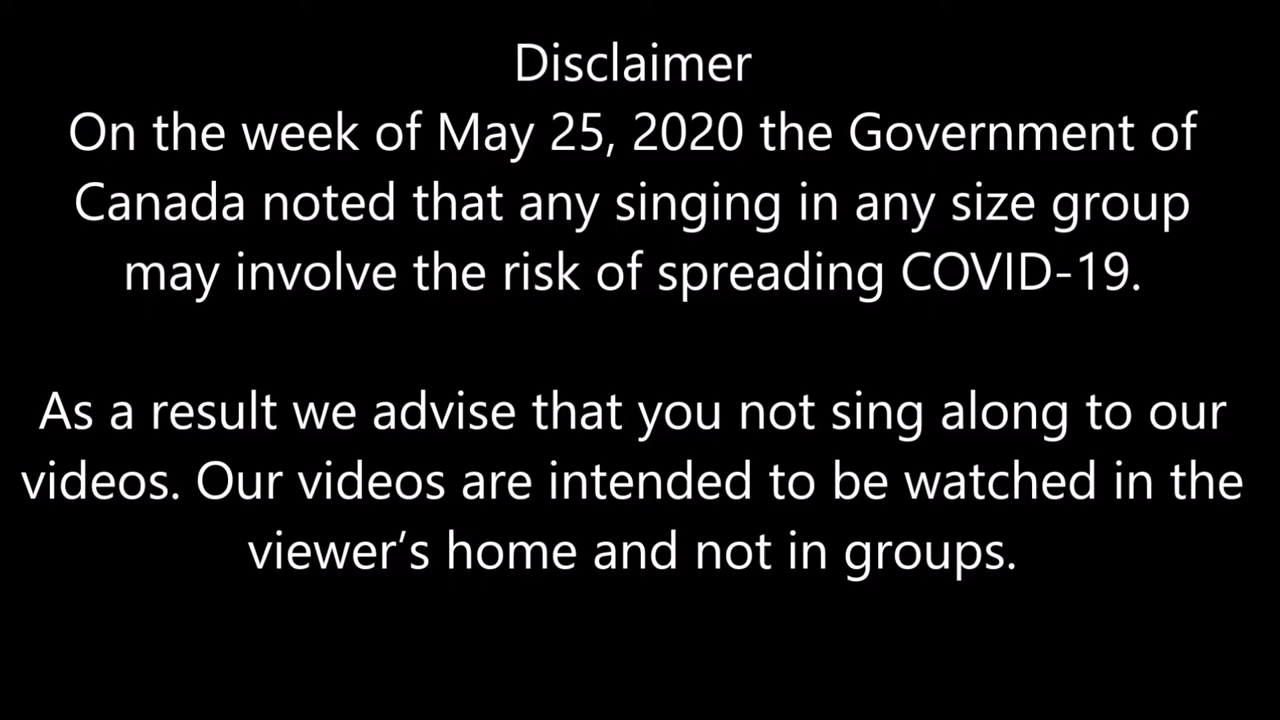 Disclaimer
On the week of May 25, 2020 the Government of
Canada noted that any singing in any size group
may involve the risk of spreading COVID-19.
As a result we advise that you not sing along to our
videos. Our videos are intended to be watched in the
viewer’s home and not in groups.